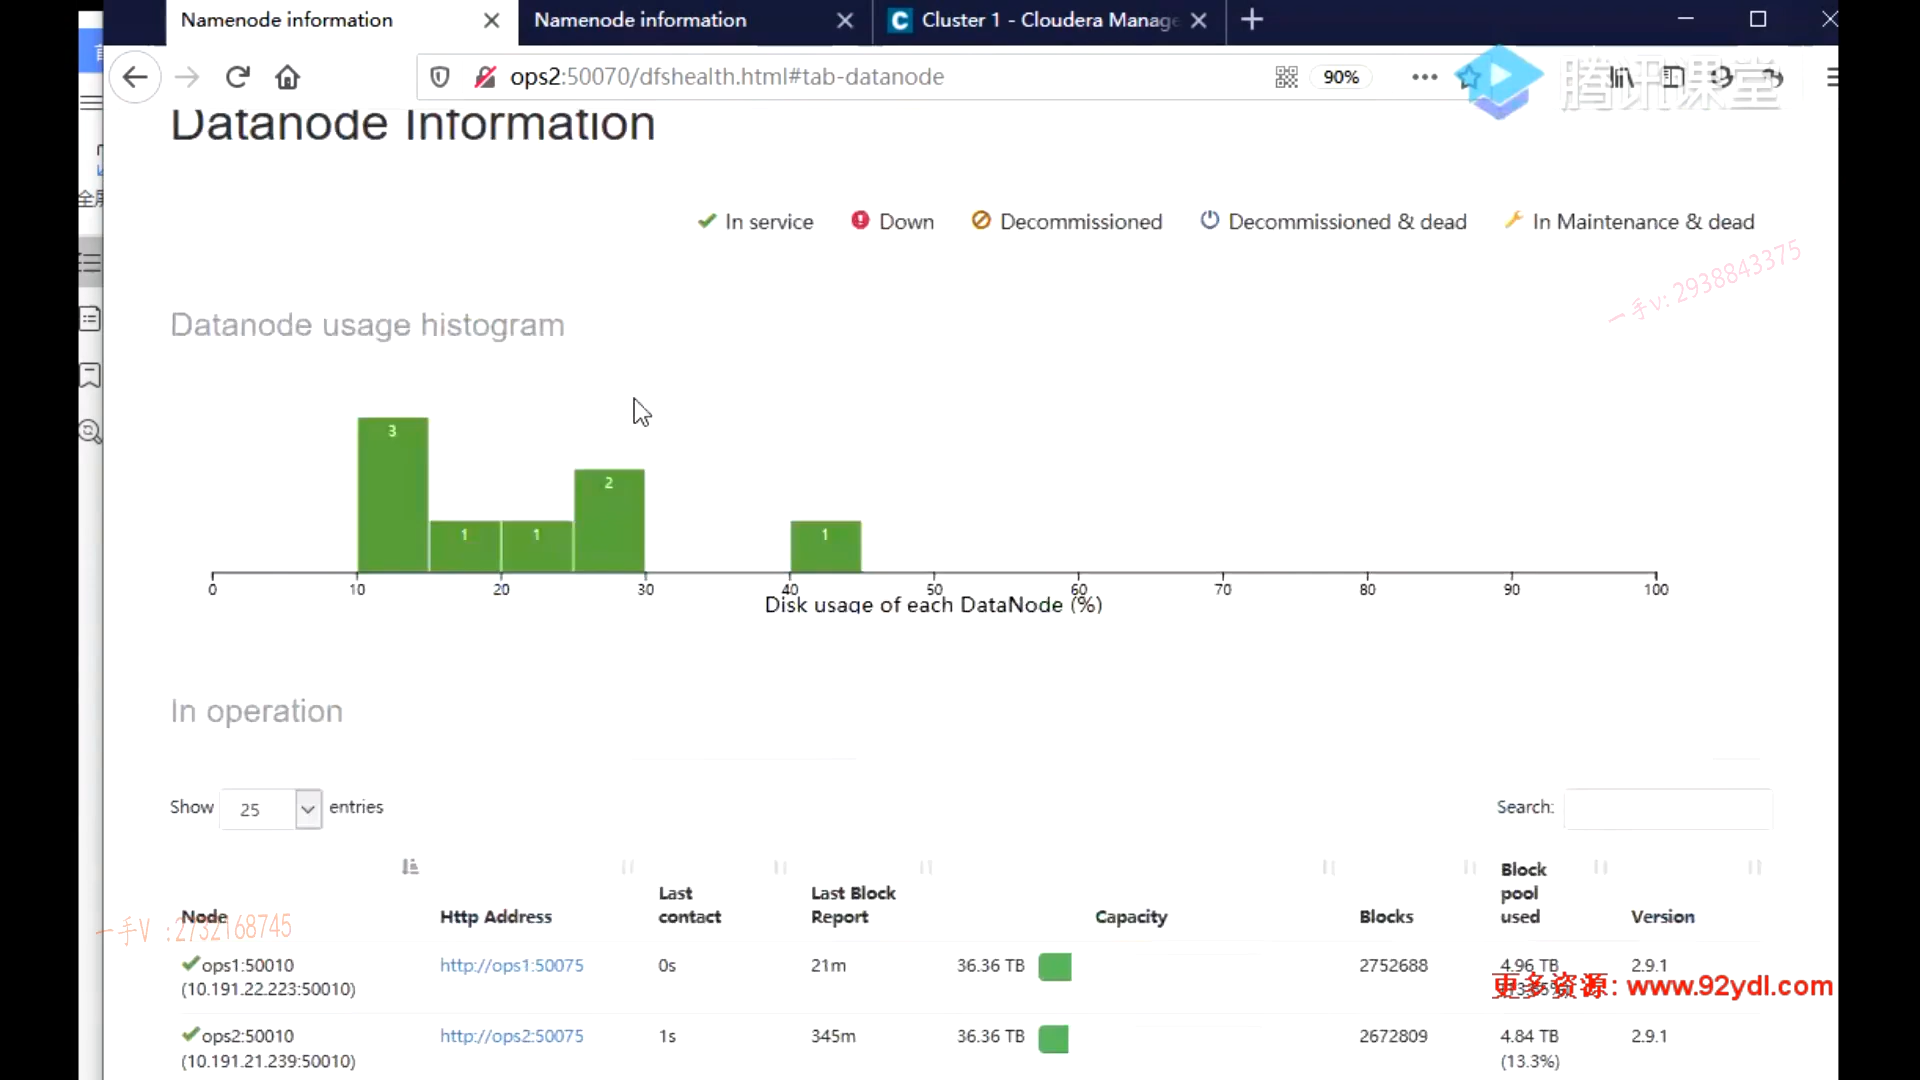 Namenode information
Namenode information
Cluster 1 - Cloudera Manage
ops2:50070/dfshealth.html#tab-datanode
90%
腾讯课堂
Datanode Information
全屏
In service
Down
Decommissioned
Decommissioned & dead
In Maintenance & dead
一手v: 2938843375
Datanode usage histogram
3
1
1
2
1
0
10
20
30
40
50
60
70
80
90
100
Disk usage of each DataNode (%)
In operation
Show 25 entries
Search:
Node
Http Address
Last contact
Last Block Report
Capacity
Blocks
Block pool used
Version
一手V :2732168745
ops1:50010 (10.191.22.223:50010)
http://ops1:50075
0s
21m
36.36 TB
2752688
4.96 TB
2.9.1
更多资源: www.92ydl.com
ops2:50010 (10.191.21.239:50010)
http://ops2:50075
1s
345m
36.36 TB
2672809
4.84 TB (13.3%)
2.9.1